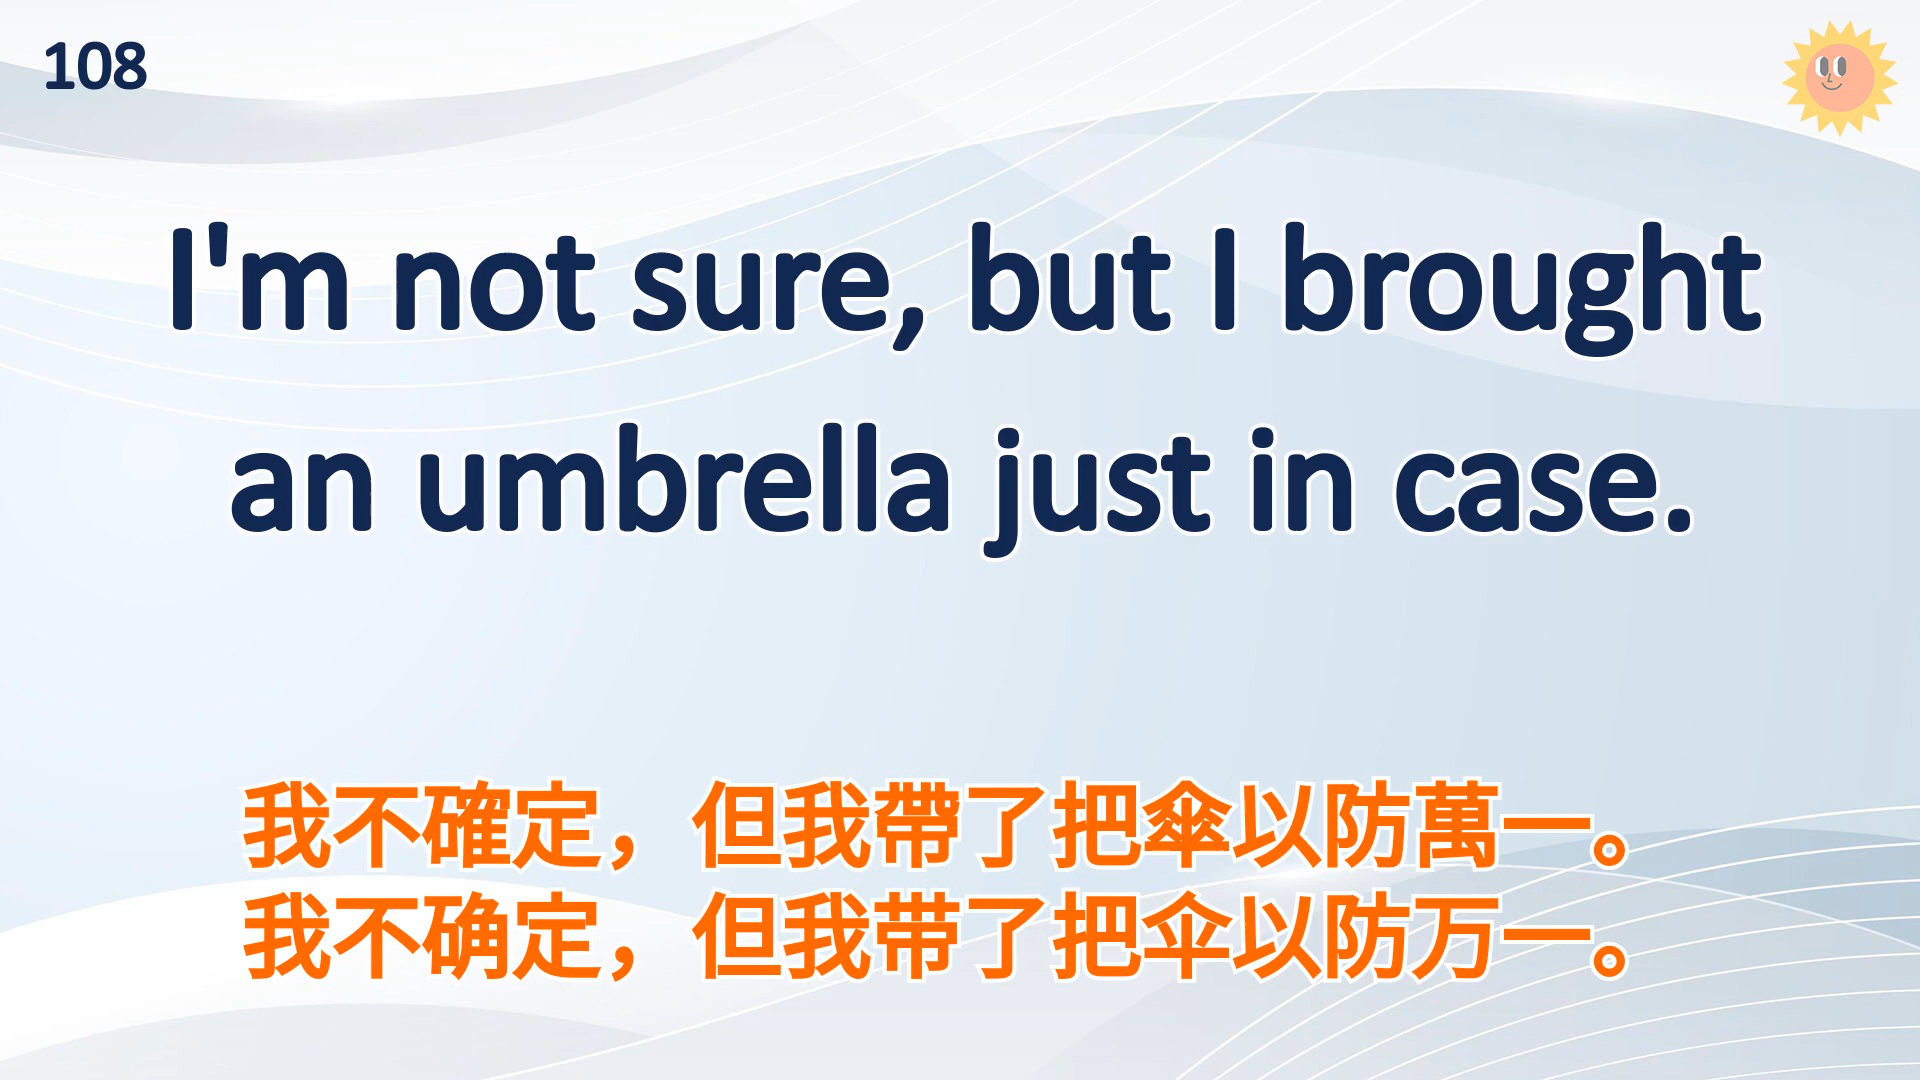 108
I'm not sure, but I brought
an umbrella just in case.
我不確定，但我帶了把傘以防萬一。
我不确定，但我带了把伞以防万一。